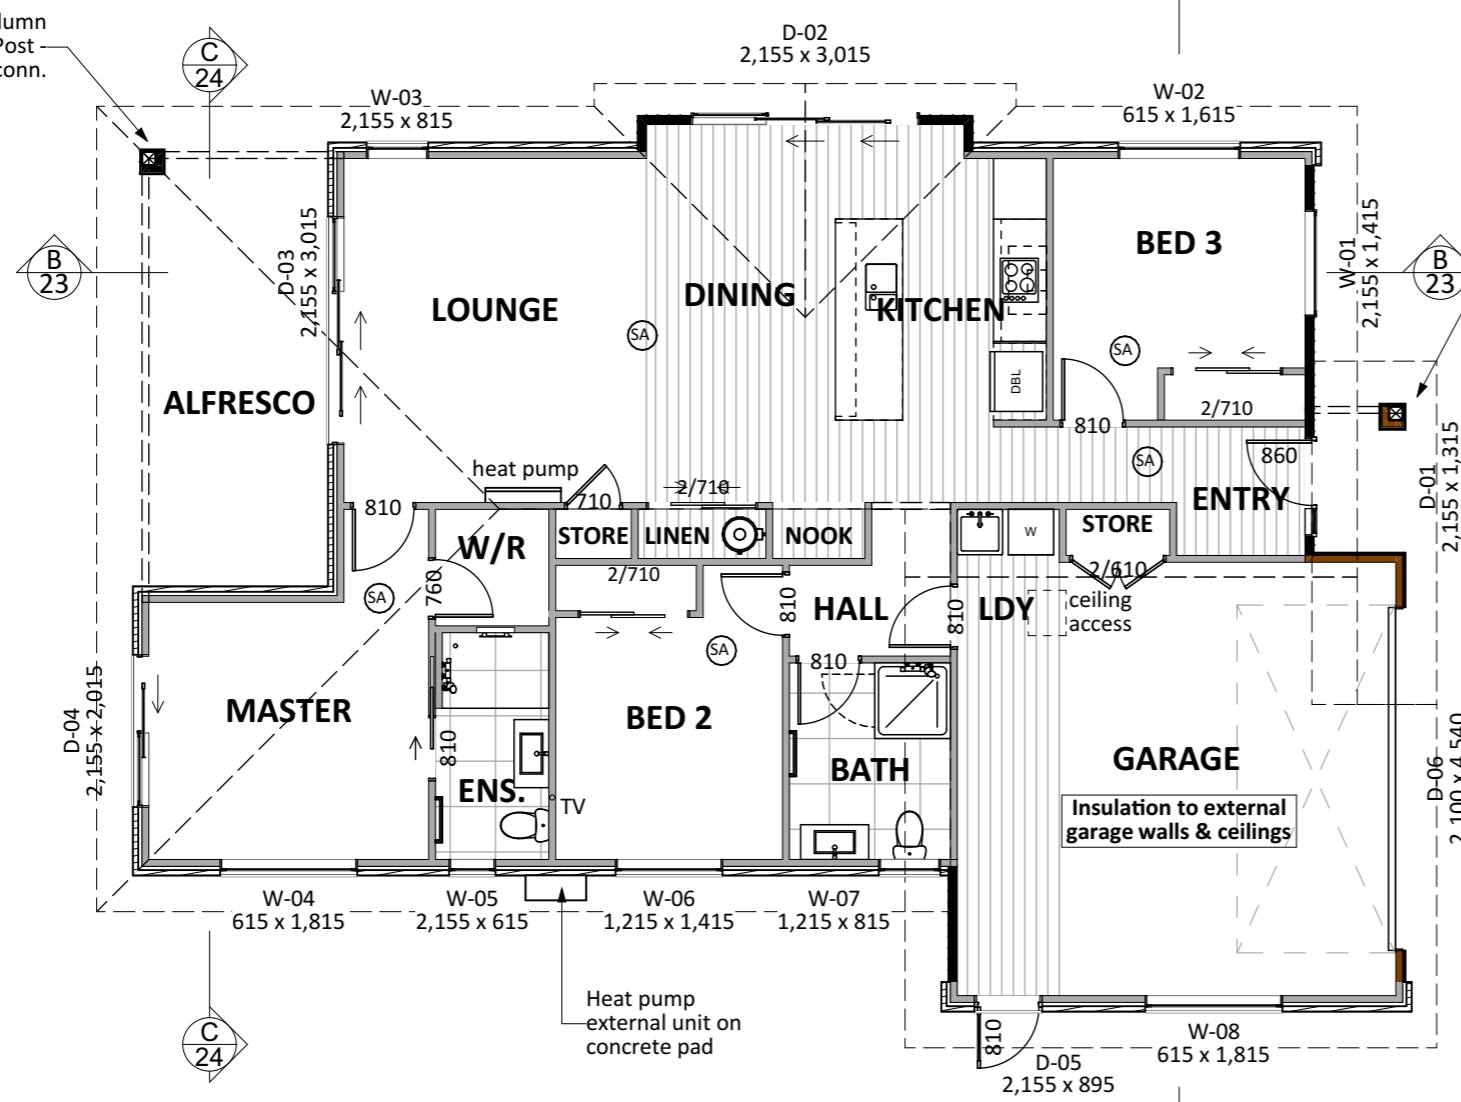 lumn
Post -
conn.
C
24
D-02
2,155 x 3,015
W-03
2,155 x 815
W-02
615 x 1,615
B
23
D-03
2,155 x 3,015
W-01
2,155 x 1,415
B
23
BED 3
LOUNGE
DINING
KITCHEN
SA
SA
DBL
ALFRESCO
2/710
810
SA
860
D-01
2,155 x 1,315
heat pump
710
2/710
810
ENTRY
STORE
LINEN
NOOK
W
STORE
W/R
2/710
2/610
SA
760
810
HALL
810
LDY
ceiling
access
SA
810
D-04
2,155 x 2,015
MASTER
BED 2
810
ENS.
TV
BATH
GARAGE
Insulation to external
garage walls & ceilings
D-06
2,100 x 4,540
W-04
615 x 1,815
W-05
2,155 x 615
W-06
1,215 x 1,415
W-07
1,215 x 815
Heat pump
external unit on
concrete pad
C
24
810
D-05
2,155 x 895
W-08
615 x 1,815